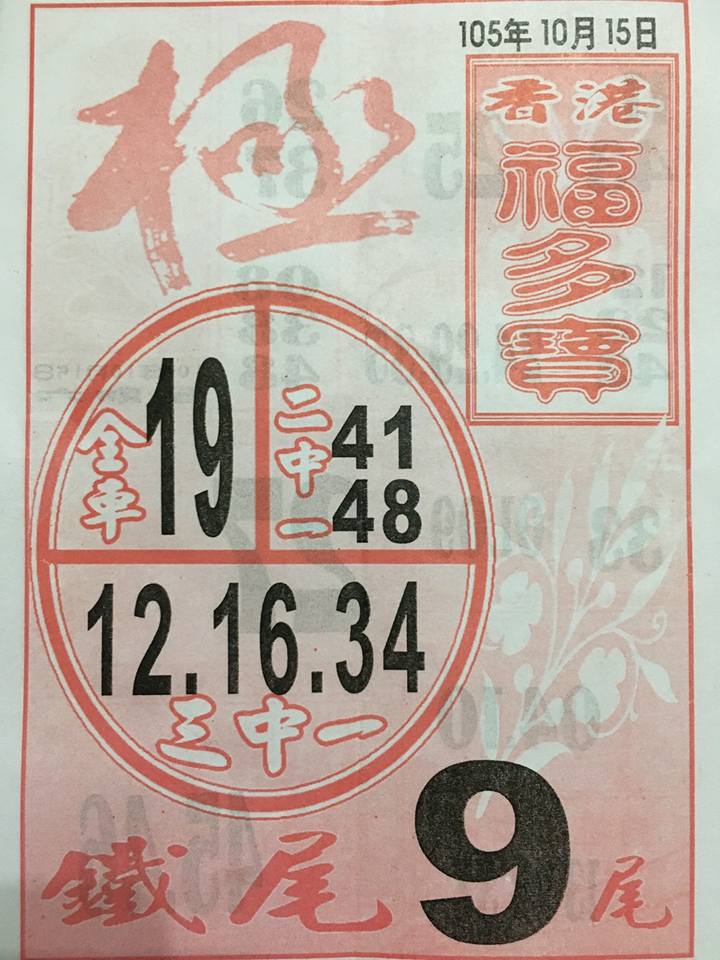 105年10月15日
極
香港
福多寶
全車
19
二中一
41
48
12.16.34
三中一
鐵尾 9尾